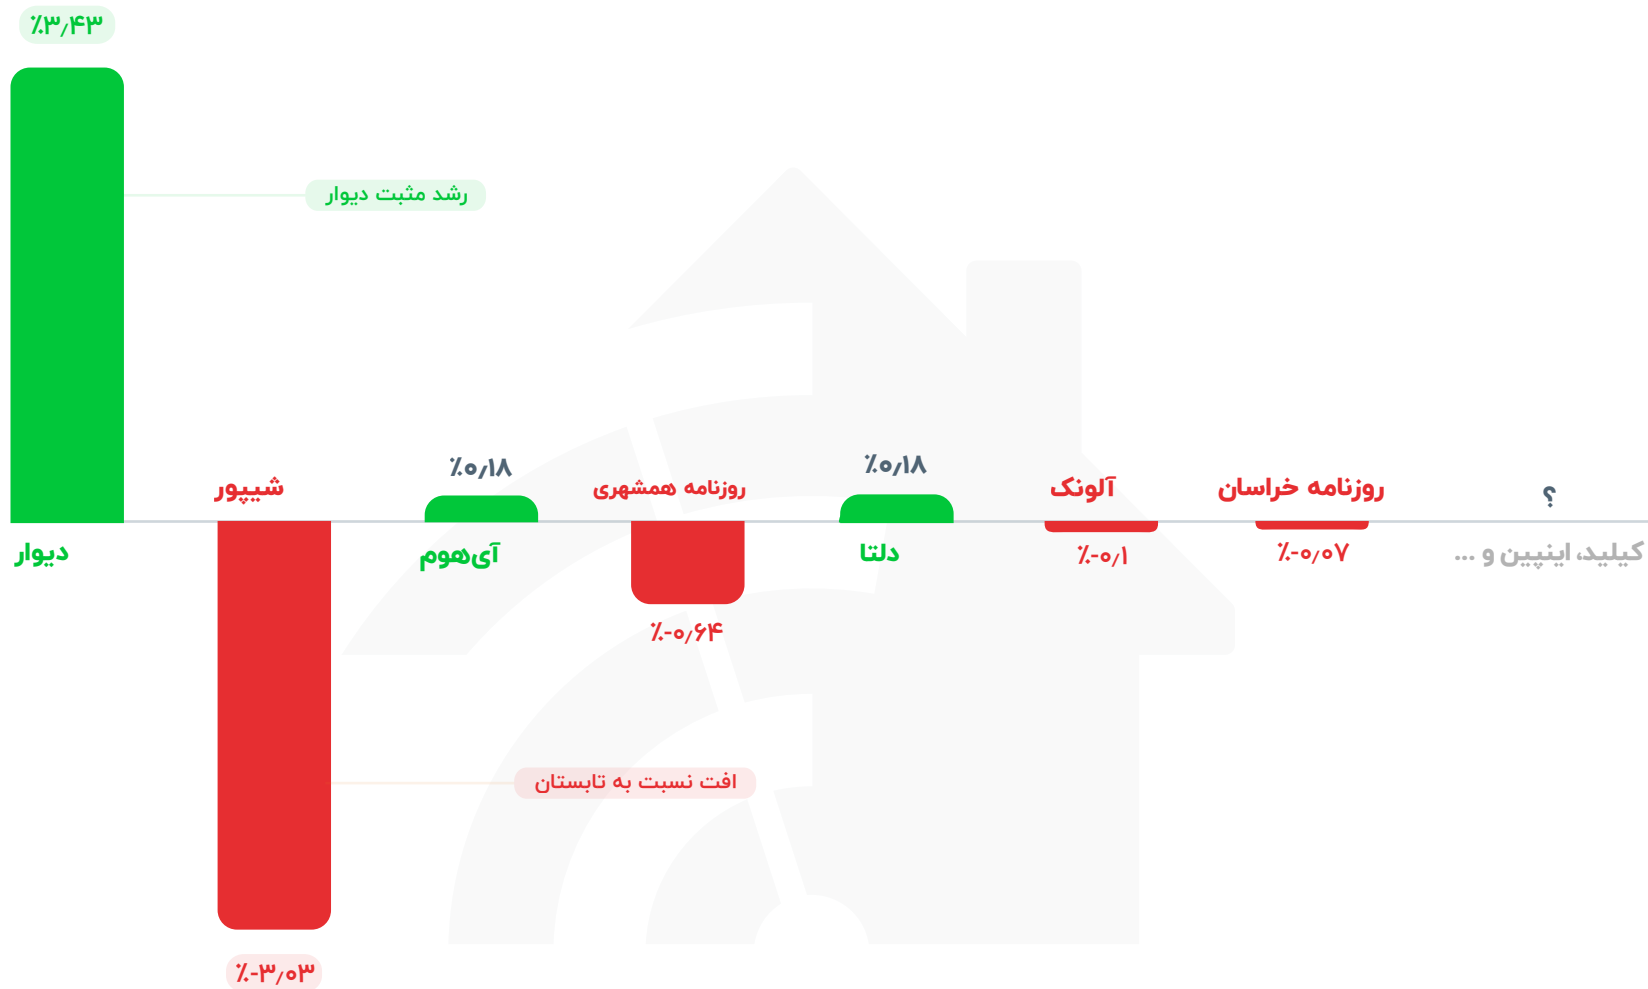 ٪۳٫۴۳
رشد مثبت دیوار
دیوار
شیپور
٪-۳٫۰۳
افت نسبت به تابستان
٪۰٫۱۸
آی‌هوم
روزنامه همشهری
٪-۰٫۶۴
٪۰٫۱۸
دلتا
آلونک
٪-۰٫۱
روزنامه خراسان
٪-۰٫۰۷
؟
کیلید، اینپین و ...